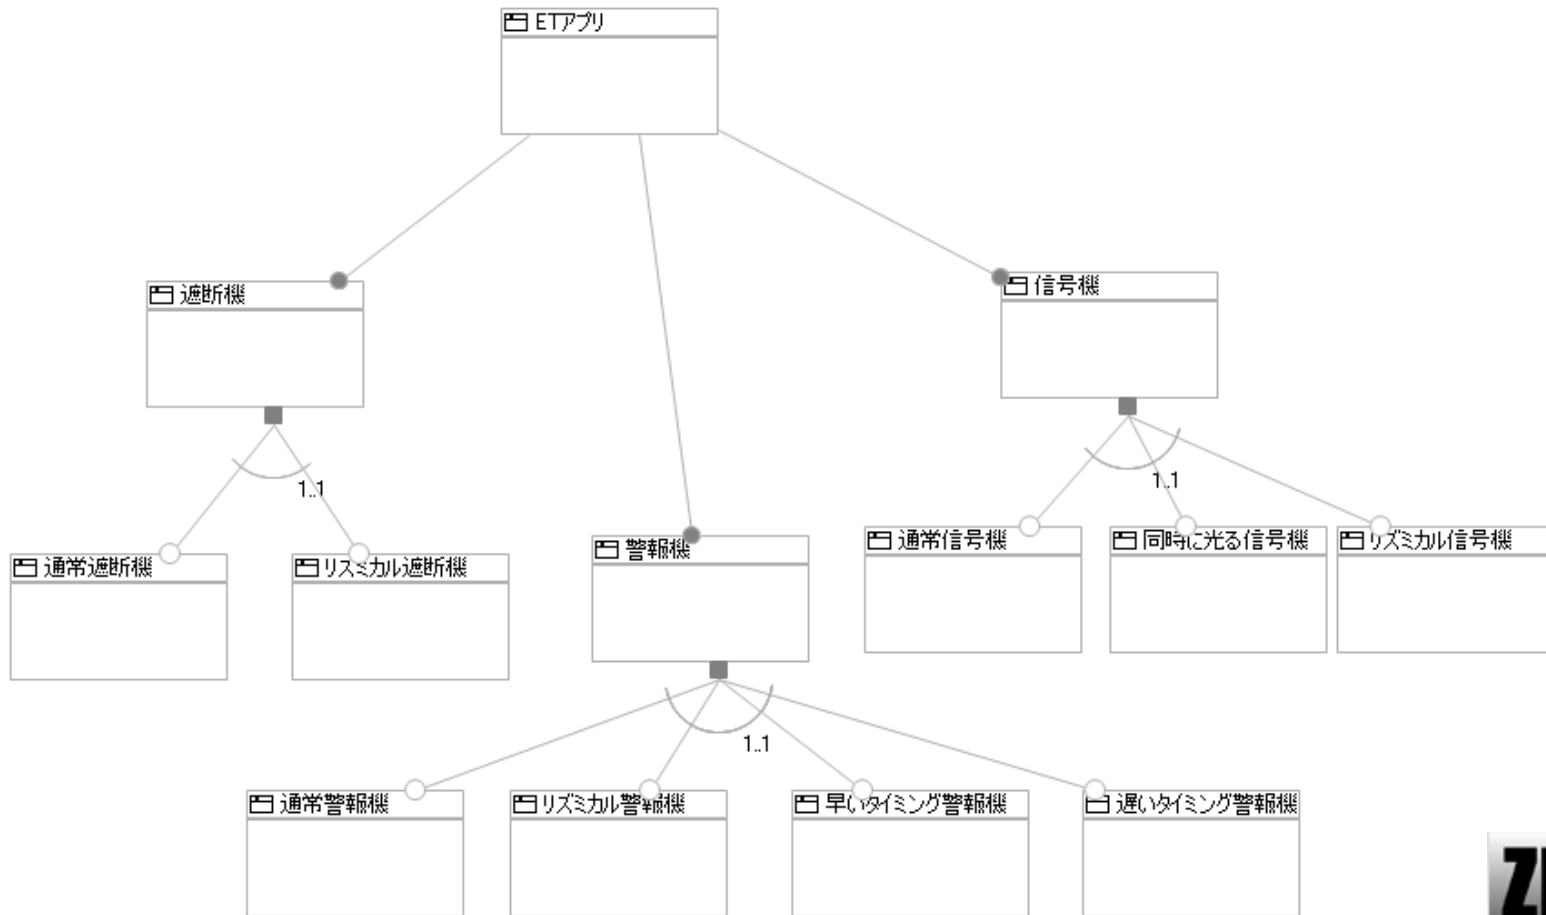 ETアプリ
遮断機
信号機
1..1
1..1
通常遮断機
リズミカル遮断機
警報機
通常信号機
同時に光る信号機
リズミカル信号機
1..1
通常警報機
リズミカル警報機
早いタイミング警報機
遅いタイミング警報機